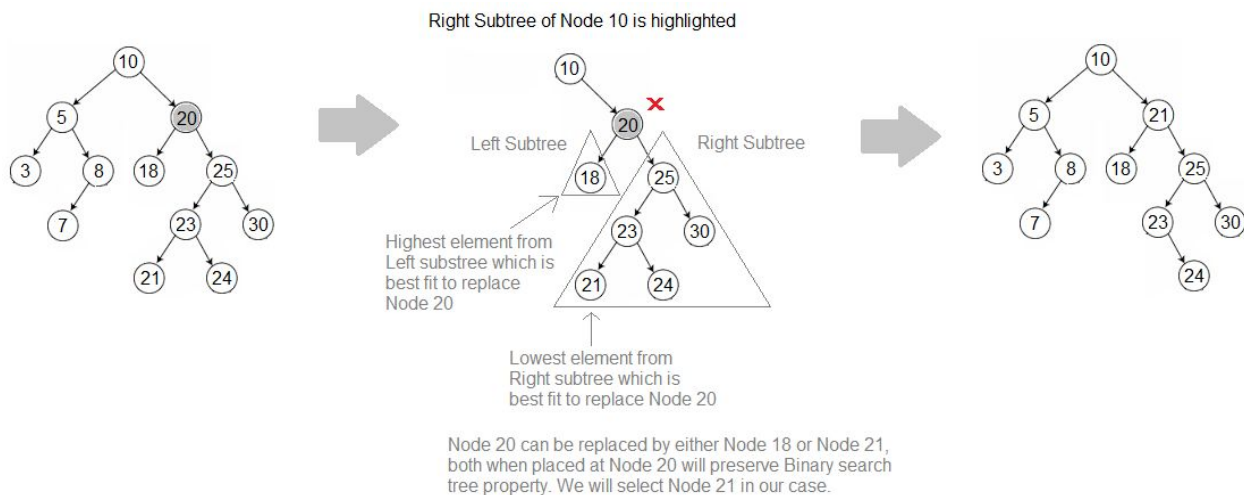 Right Subtree of Node 10 is highlighted
10
5
20
3
8
18
25
7
23
30
21
24
10
20
Left Subtree
Right Subtree
18
25
23
30
21
24
Highest element from
Left substree which is
best fit to replace
Node 20
Lowest element from
Right subtree which is
best fit to replace Node 20
10
5
21
3
8
18
25
7
23
30
24
Node 20 can be replaced by either Node 18 or Node 21,
both when placed at Node 20 will preserve Binary search
tree property. We will select Node 21 in our case.